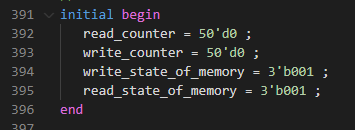 391 initial begin
392 read_counter = 50'd0 ;
393 write_counter = 50'd0 ;
394 write_state_of_memory = 3'b001 ;
395 read_state_of_memory = 3'b001 ;
396 end
397